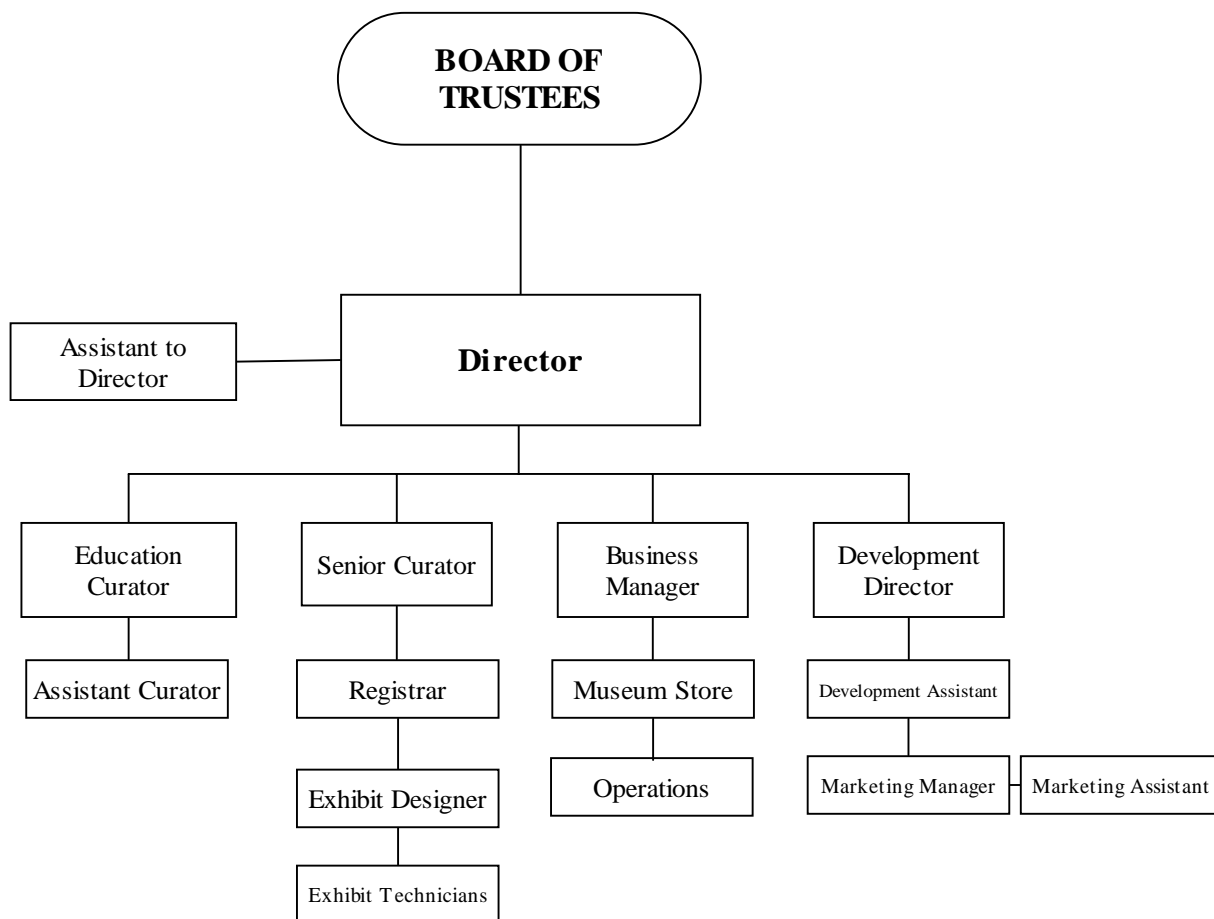 BOARD OF
TRUSTEES
Assistant to
Director
Director
Education
Curator
Senior Curator
Business
Manager
Development
Director
Assistant Curator
Registrar
Museum Store
Development Assistant
Exhibit Designer
Operations
Marketing Manager
Marketing Assistant
Exhibit Technicians